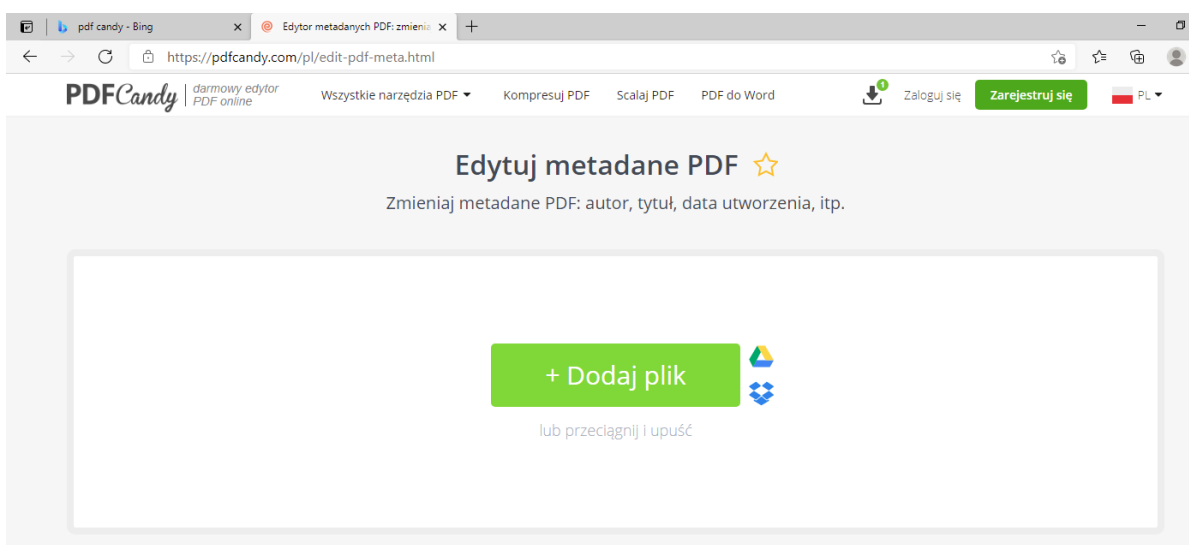 pdf candy - Bing
Edytor metadanych PDF: zmienia
https://pdfcandy.com/pl/edit-pdf-meta.html
PDFCandy darmowy edytor PDF online Wszystkie narzędzia PDF Kompresuj PDF Scalaj PDF PDF do Word 1 Zaloguj się Zarejestruj się PL
Edytuj metadane PDF
Zmieniaj metadane PDF: autor, tytuł, data utworzenia, itp.
+ Dodaj plik
lub przeciągnij i upuść